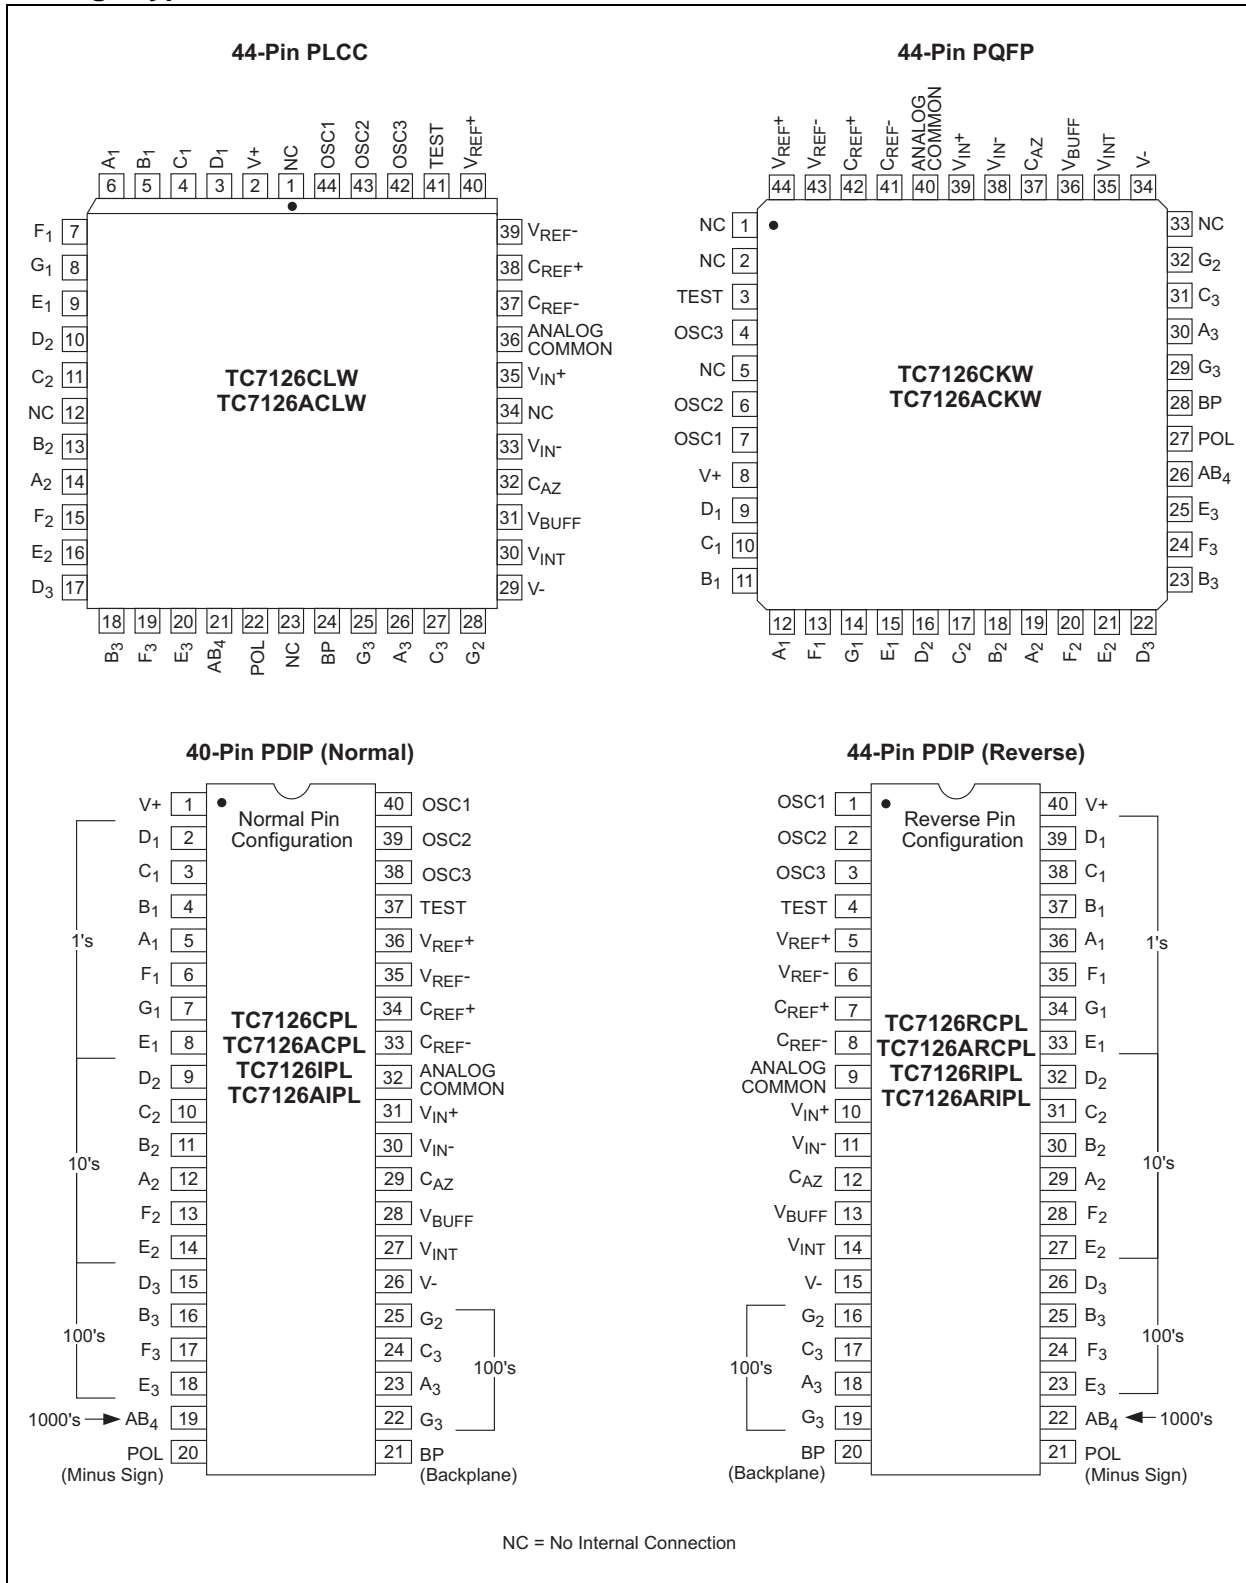 44-Pin PLCC
A1 B1 C1 D1 V+ NC OSC1 OSC2 OSC3 TEST VREF+
6 5 4 3 2 1 44 43 42 41 40
F1 7
G1 8
E1 9
D2 10
C2 11
NC 12
B2 13
A2 14
F2 15
E2 16
D3 17
TC7126CLW
TC7126ACLW
39 VREF-
38 CREF+
37 CREF-
36 ANALOG
COMMON
35 VIN+
34 NC
33 VIN-
32 CAZ
31 VBUFF
30 VINT
29 V-
18 19 20 21 22 23 24 25 26 27 28
B3 F3 E3 AB4 POL NC BP G3 A3 C3 G2
44-Pin PQFP
VREF+ VREF- CREF+ CREF- ANALOG COMMON VIN+ VIN- CAZ VBUFF VINT V-
44 43 42 41 40 39 38 37 36 35 34
NC 1
NC 2
TEST 3
OSC3 4
NC 5
OSC2 6
OSC1 7
V+ 8
D1 9
C1 10
B1 11
TC7126CKW
TC7126ACKW
33 NC
32 G2
31 C3
30 A3
29 G3
28 BP
27 POL
26 AB4
25 E3
24 F3
23 B3
12 13 14 15 16 17 18 19 20 21 22
A1 F1 G1 E1 D2 C2 B2 A2 F2 E2 D3
40-Pin PDIP (Normal)
Normal Pin
Configuration
V+ 1
D1 2
C1 3
B1 4
A1 5
F1 6
G1 7
E1 8
D2 9
C2 10
B2 11
A2 12
F2 13
E2 14
D3 15
B3 16
F3 17
E3 18
1000's AB4 19
POL 20
(Minus Sign)
1's
10's
100's
TC7126CPL
TC7126ACPL
TC7126IPL
TC7126AIPL
40 OSC1
39 OSC2
38 OSC3
37 TEST
36 VREF+
35 VREF-
34 CREF+
33 CREF-
32 ANALOG
COMMON
31 VIN+
30 VIN-
29 CAZ
28 VBUFF
27 VINT
26 V-
25 G2
24 C3
23 A3
22 G3
21 BP
(Backplane)
100's
44-Pin PDIP (Reverse)
Reverse Pin
Configuration
OSC1 1
OSC2 2
OSC3 3
TEST 4
VREF+ 5
VREF- 6
CREF+ 7
CREF- 8
ANALOG
COMMON 9
VIN+ 10
VIN- 11
CAZ 12
VBUFF 13
VINT 14
V- 15
G2 16
C3 17
A3 18
G3 19
BP 20
(Backplane)
100's
TC7126RCPL
TC7126ARCPL
TC7126RIPL
TC7126ARIPL
40 V+
39 D1
38 C1
37 B1
36 A1
35 F1
34 G1
33 E1
32 D2
31 C2
30 B2
29 A2
28 F2
27 E2
26 D3
25 B3
24 F3
23 E3
22 AB4 1000's
21 POL
(Minus Sign)
1's
10's
100's
NC = No Internal Connection